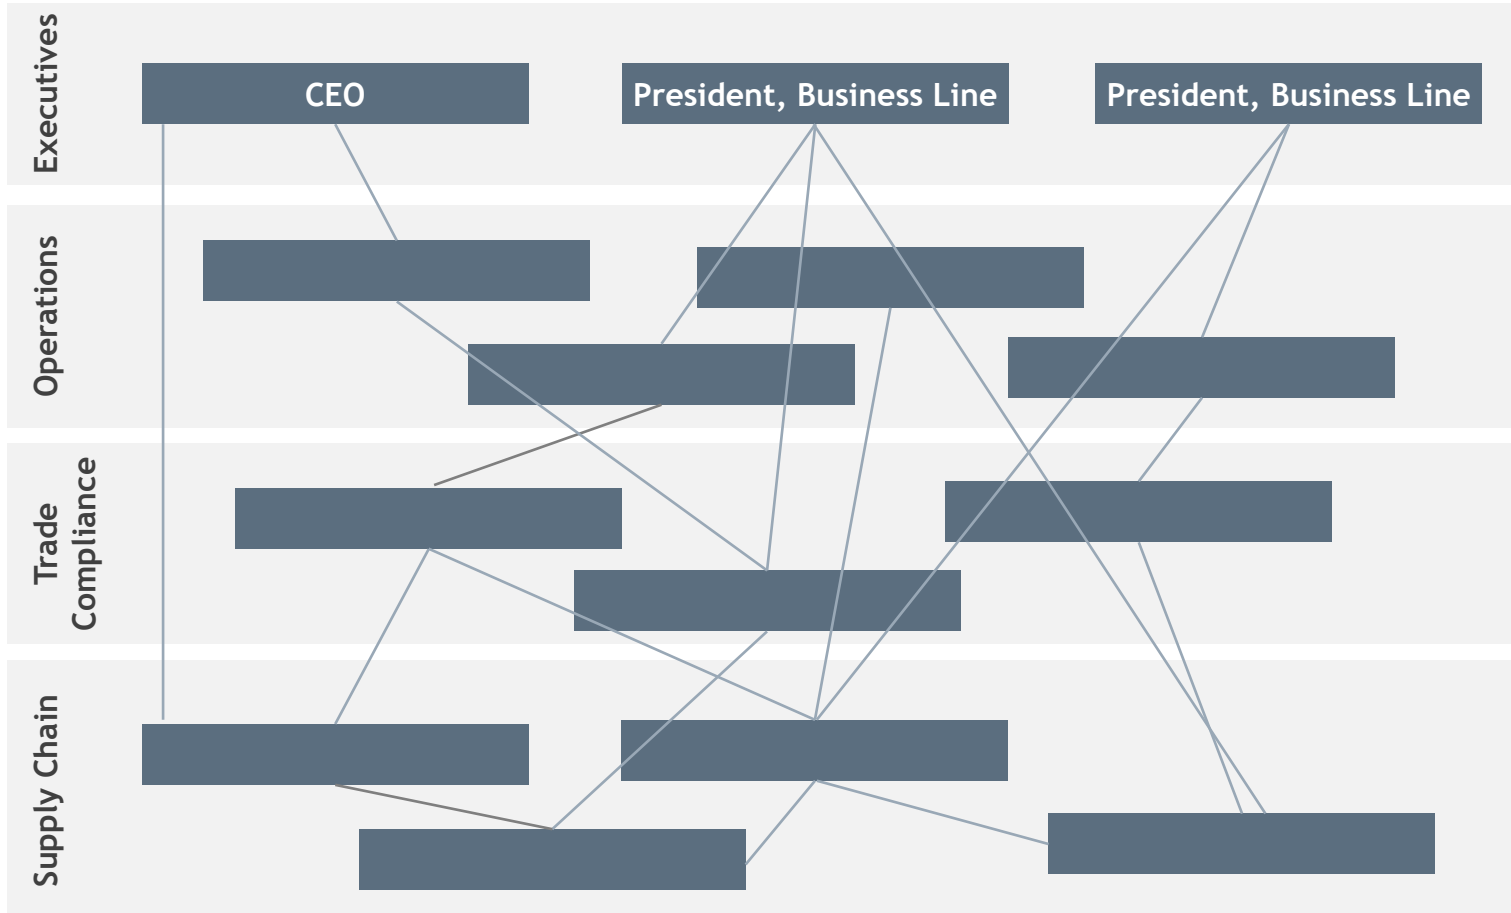 Executives
CEO
President, Business Line
President, Business Line
Operations
Trade
Compliance
Supply Chain